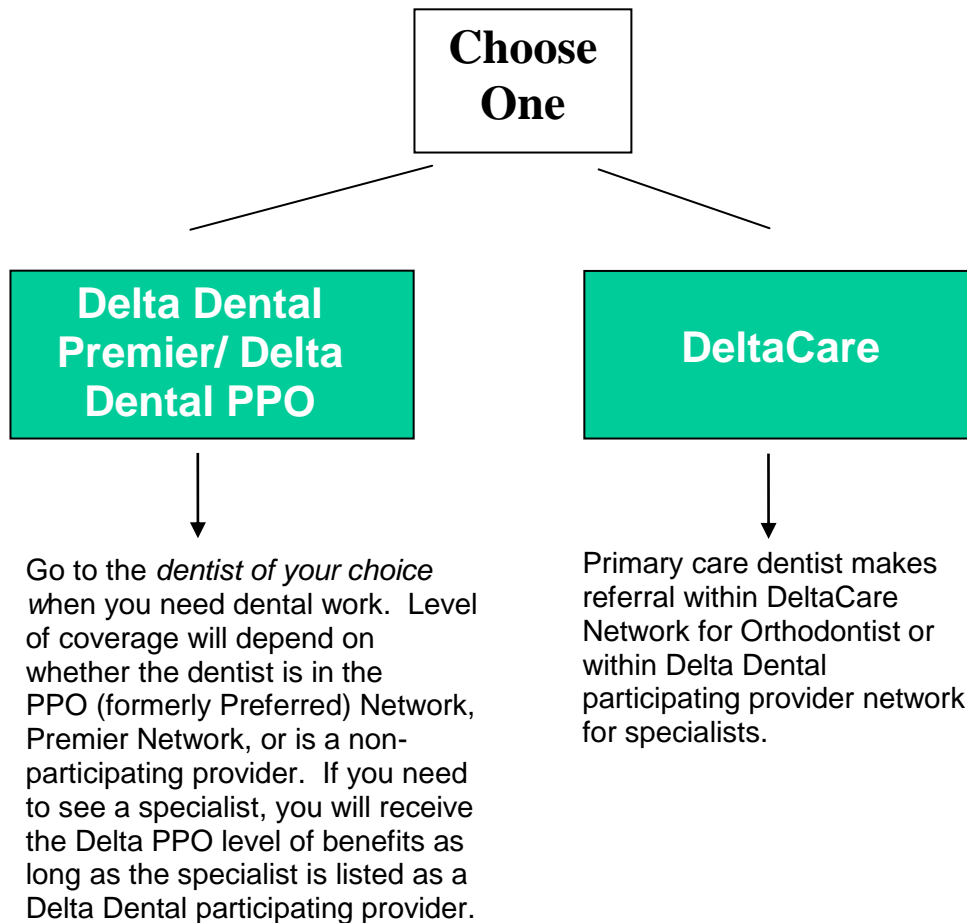 Choose
One
Delta Dental
Premier/ Delta
Dental PPO
DeltaCare
Go to the dentist of your choice
when you need dental work.  Level
of coverage will depend on
whether the dentist is in the
PPO (formerly Preferred) Network,
Premier Network, or is a non-
participating provider.  If you need
to see a specialist, you will receive
the Delta PPO level of benefits as
long as the specialist is listed as a
Delta Dental participating provider.
Primary care dentist makes
referral within DeltaCare
Network for Orthodontist or
within Delta Dental
participating provider network
for specialists.